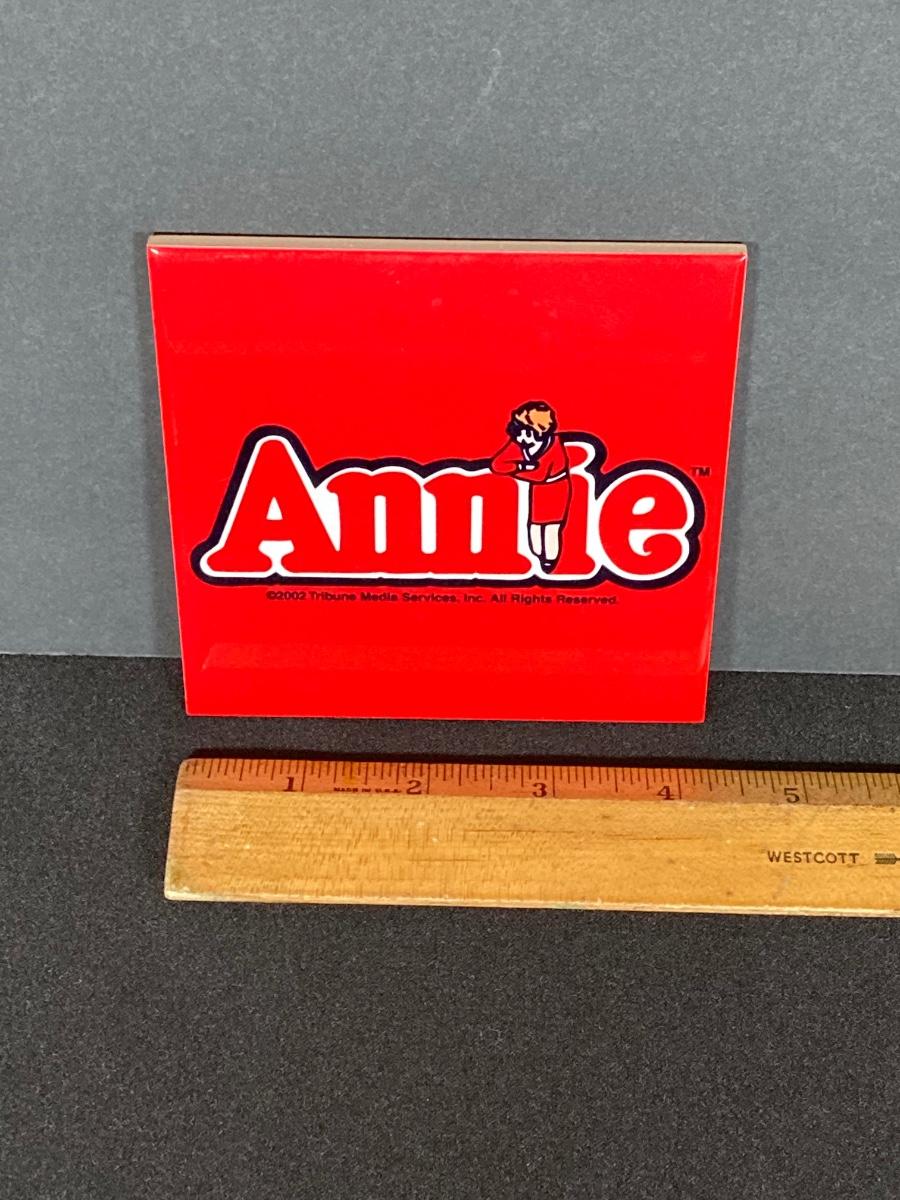 Annie™
©2002 Tribune Media Services, Inc. All Rights Reserved.
1 2 3 4 5
MADE IN U.S.A.
WESTCOTT